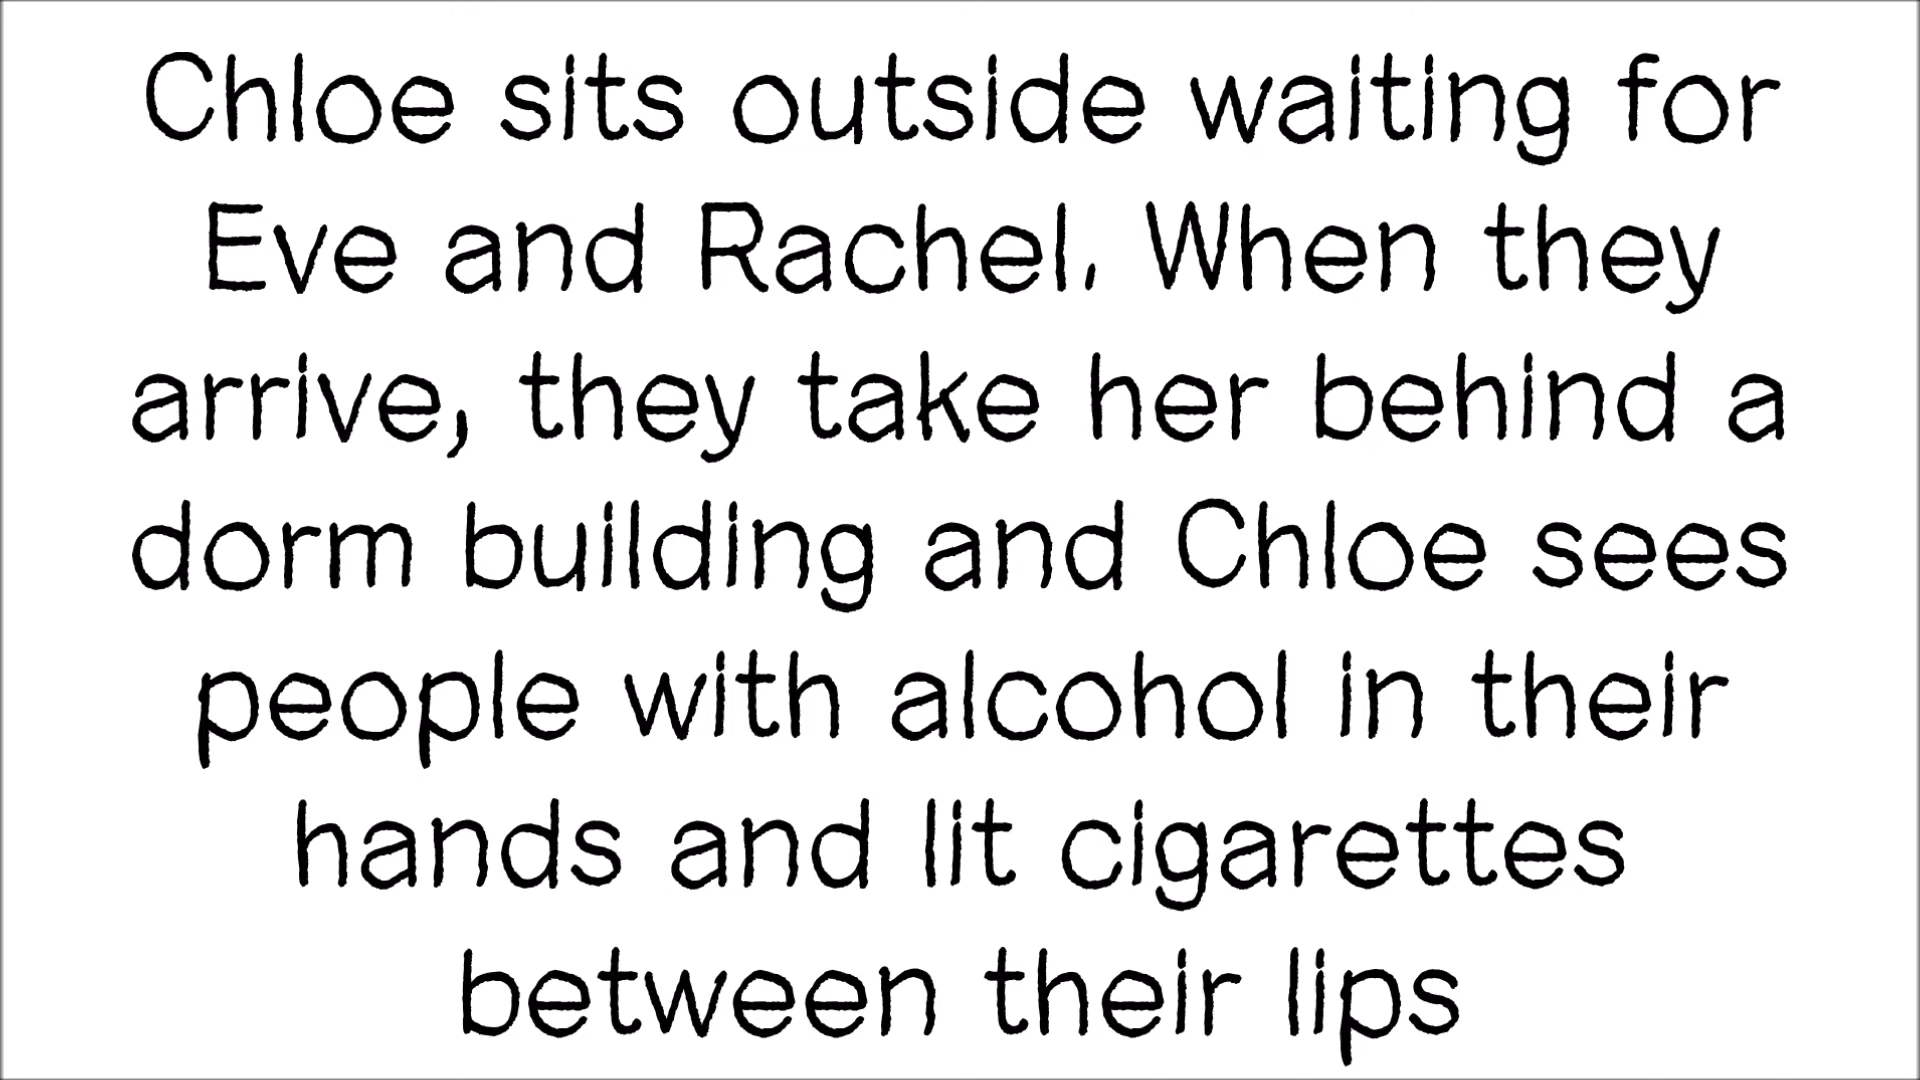 Chloe sits outside waiting for
Eve and Rachel. When they
arrive, they take her behind a
dorm building and Chloe sees
people with alcohol in their
hands and lit cigarettes
between their lips